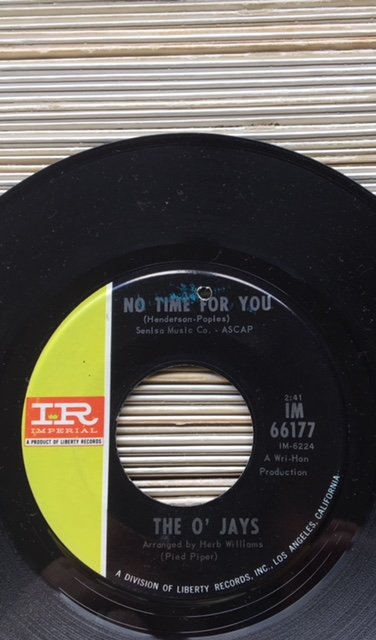 NO TIME FOR YOU
(Henderson-Poples)
Senisa Music Co. - ASCAP
IR
IMPERIAL
A PRODUCT OF LIBERTY RECORDS
2:41
IM
66177
IM-6224
A Wri-Hon
Production
THE O' JAYS
Arranged by Herb Williams
(Pied Piper)
A DIVISION OF LIBERTY RECORDS, INC., LOS ANGELES, CALIFORNIA